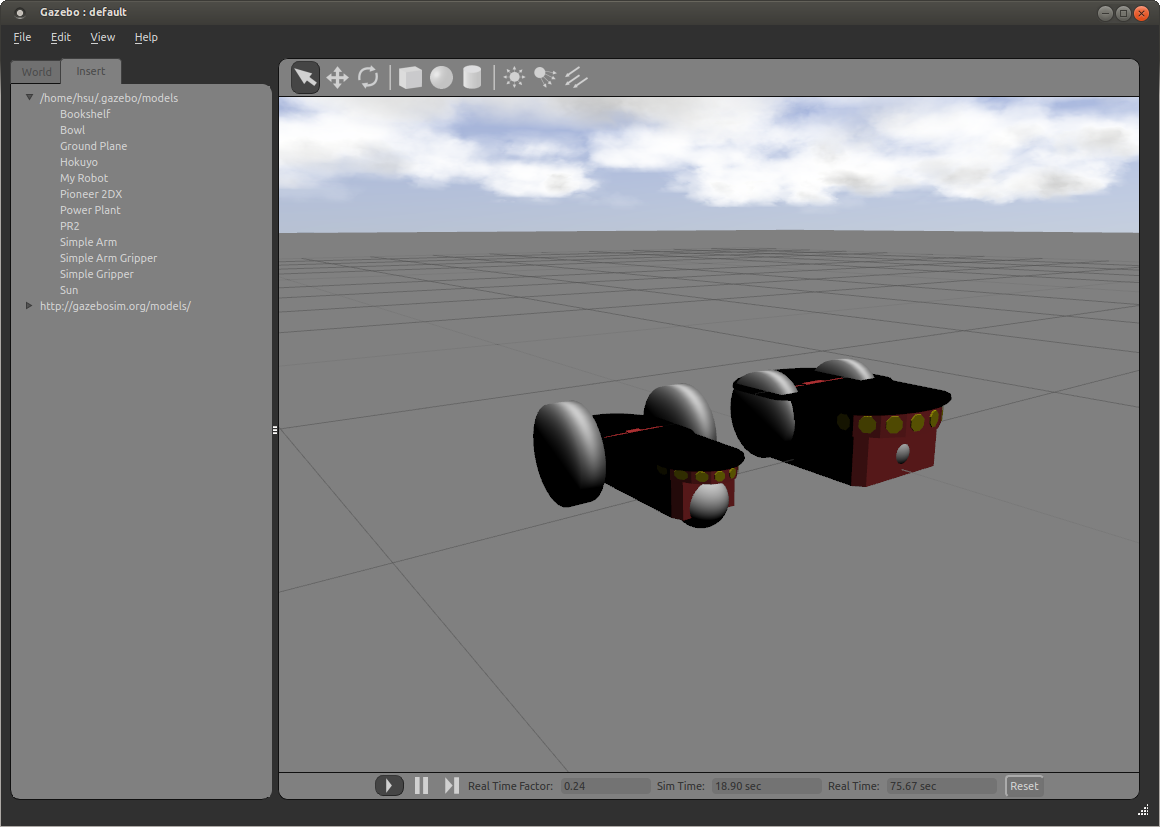 Gazebo : default
File Edit View Help
World Insert
/home/hsu/.gazebo/models
Bookshelf
Bowl
Ground Plane
Hokuyo
My Robot
Pioneer 2DX
Power Plant
PR2
Simple Arm
Simple Arm Gripper
Simple Gripper
Sun
http://gazebosim.org/models/
Real Time Factor: 0.24 Sim Time: 18.90 sec Real Time: 75.67 sec Reset